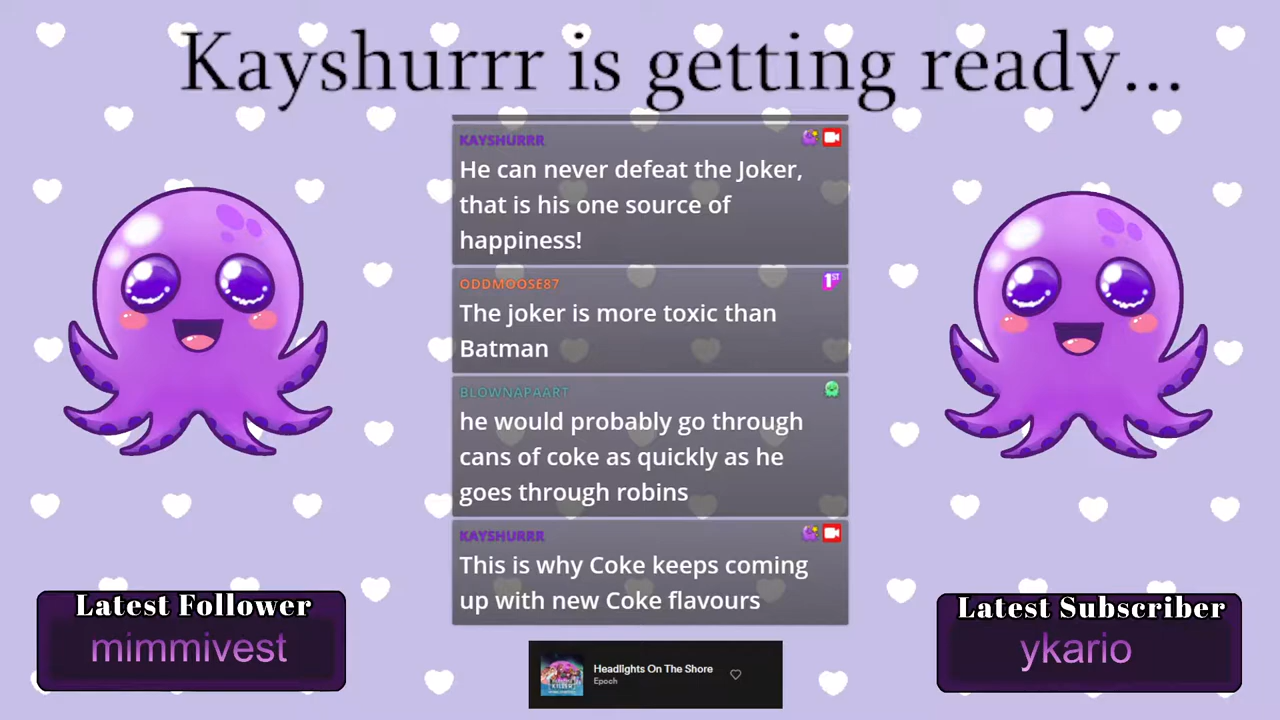 Kayshurrr is getting ready...
KAYSHURRR
He can never defeat the Joker,
that is his one source of
happiness!
ODDMOOSE87
1ST
The joker is more toxic than
Batman
BLOWNAPAART
he would probably go through
cans of coke as quickly as he
goes through robins
KAYSHURRR
This is why Coke keeps coming
up with new Coke flavours
Latest Follower
mimmivest
Latest Subscriber
ykario
Headlights On The Shore
Epoch